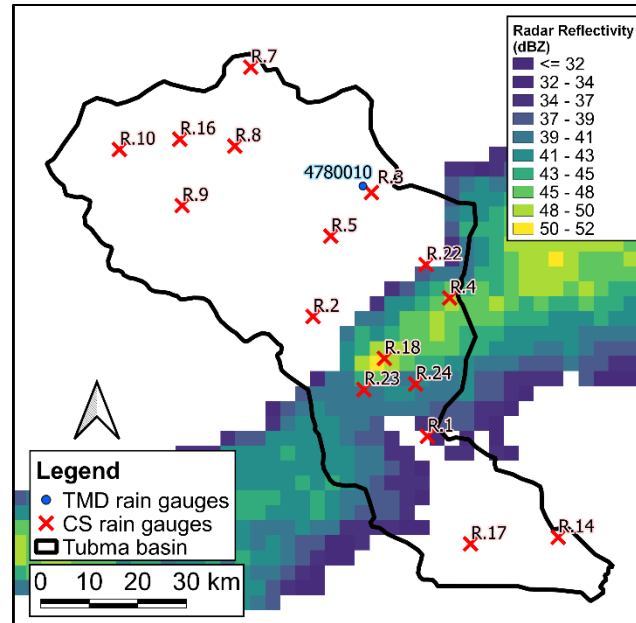 R.7
Radar Reflectivity
(dBZ)
<= 32
32 - 34
34 - 37
37 - 39
39 - 41
41 - 43
43 - 45
45 - 48
48 - 50
50 - 52
R.16
R.10
R.8
4780010
R.3
R.9
R.5
R.22
R.4
R.2
R.18
R.24
R.23
R.1
Legend
TMD rain gauges
CS rain gauges
Tubma basin
R.17
R.14
0 10 20 30 km